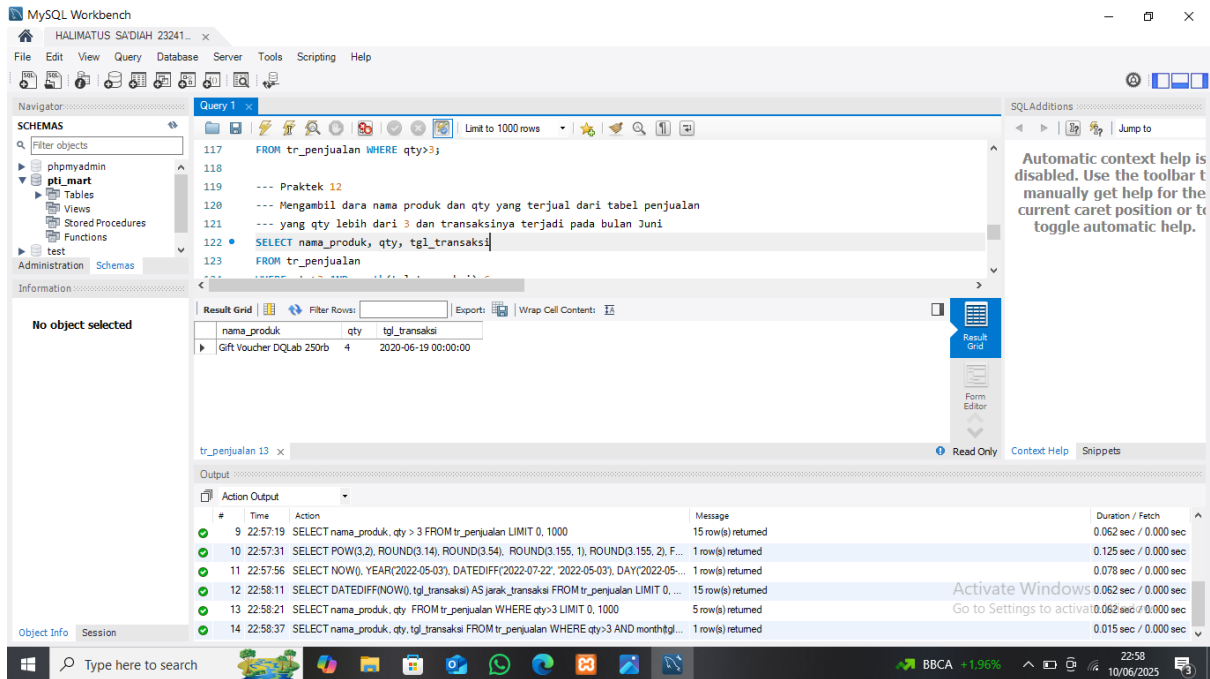 MySQL Workbench
HALIMATUS SA'DIAH 23241...
File Edit View Query Database Server Tools Scripting Help
Navigator
SCHEMAS
Filter objects
phpmyadmin
pti_mart
Tables
Views
Stored Procedures
Functions
test
Administration Schemas
Information
No object selected
Object Info Session
Query 1
Limit to 1000 rows
117 FROM tr_penjualan WHERE qty>3;
118
119 --- Praktek 12
120 --- Mengambil dara nama produk dan qty yang terjual dari tabel penjualan
121 --- yang qty lebih dari 3 dan transaksinya terjadi pada bulan Juni
122 SELECT nama_produk, qty, tgl_transaksi
123 FROM tr_penjualan
Result Grid Filter Rows: Export: Wrap Cell Content:
nama_produk qty tgl_transaksi
Gift Voucher DQLab 250rb 4 2020-06-19 00:00:00
Result Grid
Form Editor
tr_penjualan 13
Read Only
SQLAdditions
Jump to
Automatic context help is
disabled. Use the toolbar t
manually get help for the
current caret position or to
toggle automatic help.
Context Help Snippets
Output
Action Output
# Time Action Message Duration / Fetch
9 22:57:19 SELECT nama_produk, qty > 3 FROM tr_penjualan LIMIT 0, 1000 15 row(s) returned 0.062 sec / 0.000 sec
10 22:57:31 SELECT POW(3,2), ROUND(3.14), ROUND(3.54), ROUND(3.155, 1), ROUND(3.155, 2), F... 1 row(s) returned 0.125 sec / 0.000 sec
11 22:57:56 SELECT NOW(), YEAR('2022-05-03'), DATEDIFF('2022-07-22', '2022-05-03'), DAY('2022-05-... 1 row(s) returned 0.078 sec / 0.000 sec
12 22:58:11 SELECT DATEDIFF(NOW(), tgl_transaksi) AS jarak_transaksi FROM tr_penjualan LIMIT 0, ... 15 row(s) returned 0.062 sec / 0.000 sec
13 22:58:21 SELECT nama_produk, qty FROM tr_penjualan WHERE qty>3 LIMIT 0, 1000 5 row(s) returned 0.062 sec / 0.000 sec
14 22:58:37 SELECT nama_produk, qty, tgl_transaksi FROM tr_penjualan WHERE qty>3 AND month(tgl... 1 row(s) returned 0.015 sec / 0.000 sec
Activate Windows
Go to Settings to activate
Type here to search
BBCA +1,96%
22:58
10/06/2025
3